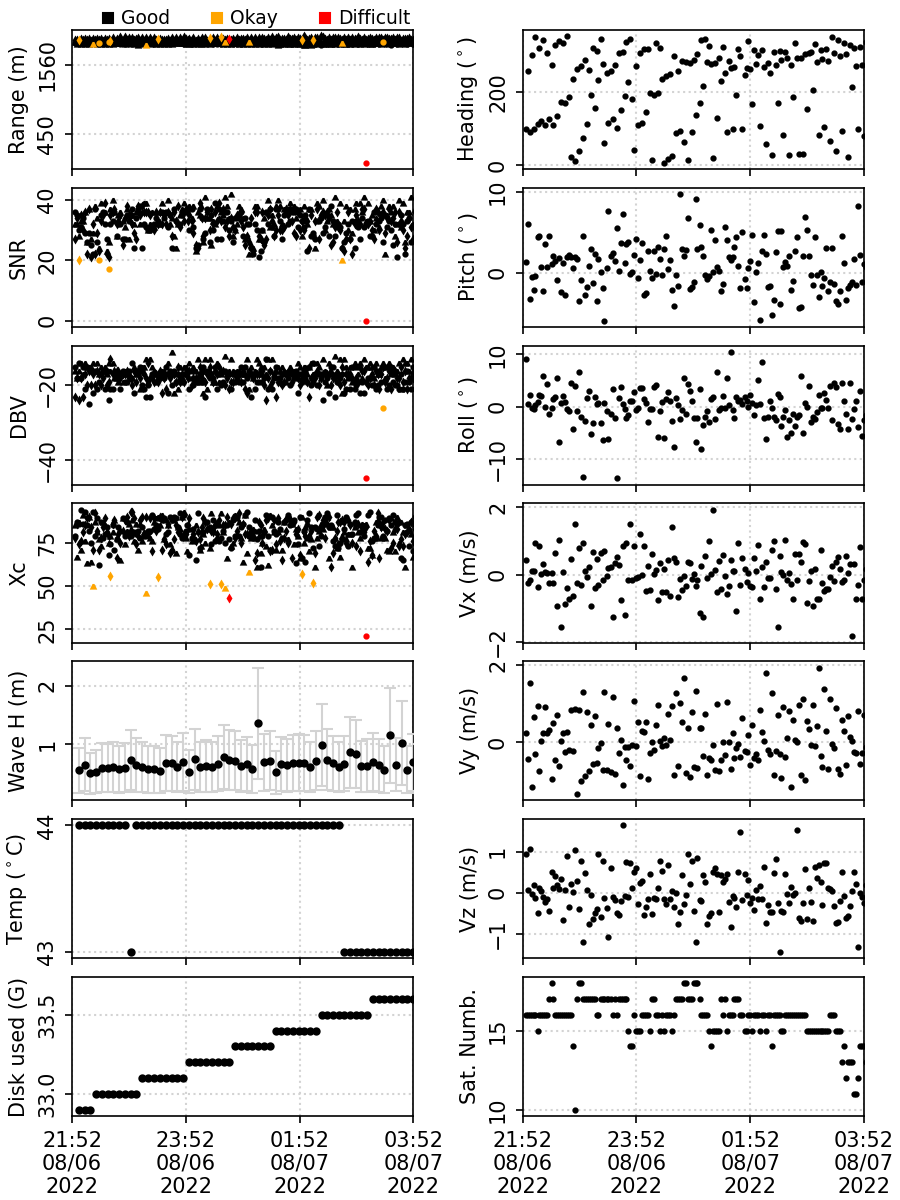 Good Okay Difficult
Range (m)
1560
450
Heading (°)
200
0
SNR
40
20
0
Pitch (°)
10
0
DBV
−20
−40
Roll (°)
10
0
−10
Xc
75
50
25
Vx (m/s)
2
0
−2
Wave H (m)
2
1
Vy (m/s)
2
0
Temp (°C)
44
43
Vz (m/s)
1
0
−1
Disk used (G)
33.5
33.0
Sat. Numb.
15
10
21:52 23:52 01:52 03:52
08/06 08/06 08/07 08/07
2022 2022 2022 2022
21:52 23:52 01:52 03:52
08/06 08/06 08/07 08/07
2022 2022 2022 2022